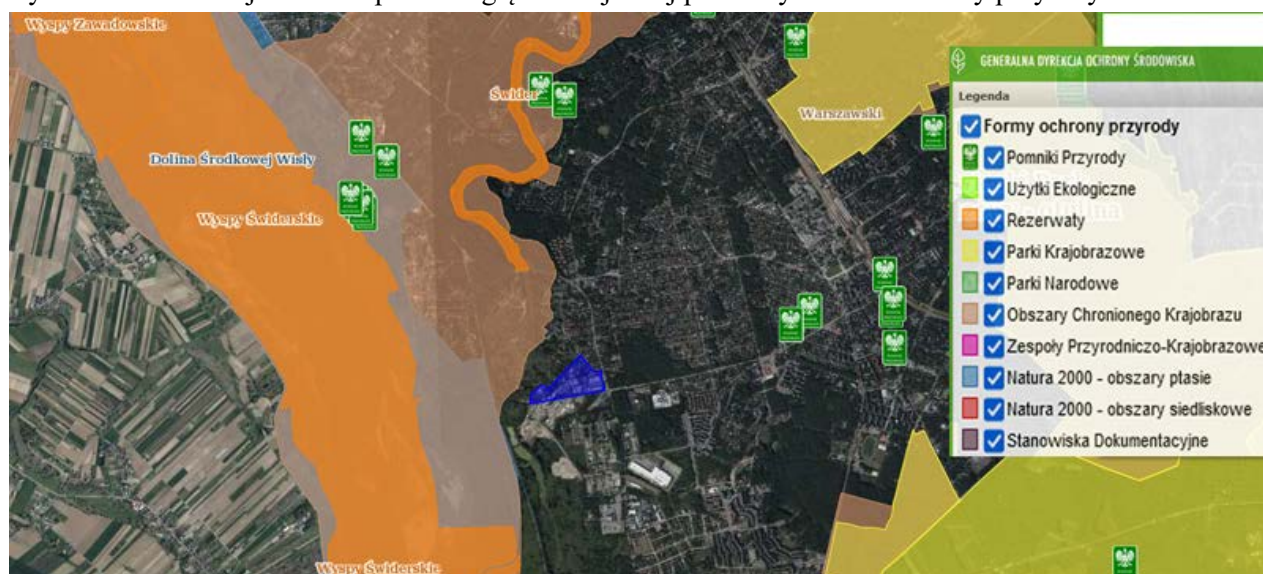 Wyspy Zawadowskie
Świder
Dolina Środkowej Wisły
Wyspy Świderskie
Warszawski
Wyspy Świderskie
GENERALNA DYREKCJA OCHRONY ŚRODOWISKA
Legenda
Formy ochrony przyrody
Pomniki Przyrody
Użytki Ekologiczne
Rezerwaty
Parki Krajobrazowe
Parki Narodowe
Obszary Chronionego Krajobrazu
Zespoły Przyrodniczo-Krajobrazowe
Natura 2000 - obszary ptasie
Natura 2000 - obszary siedliskowe
Stanowiska Dokumentacyjne